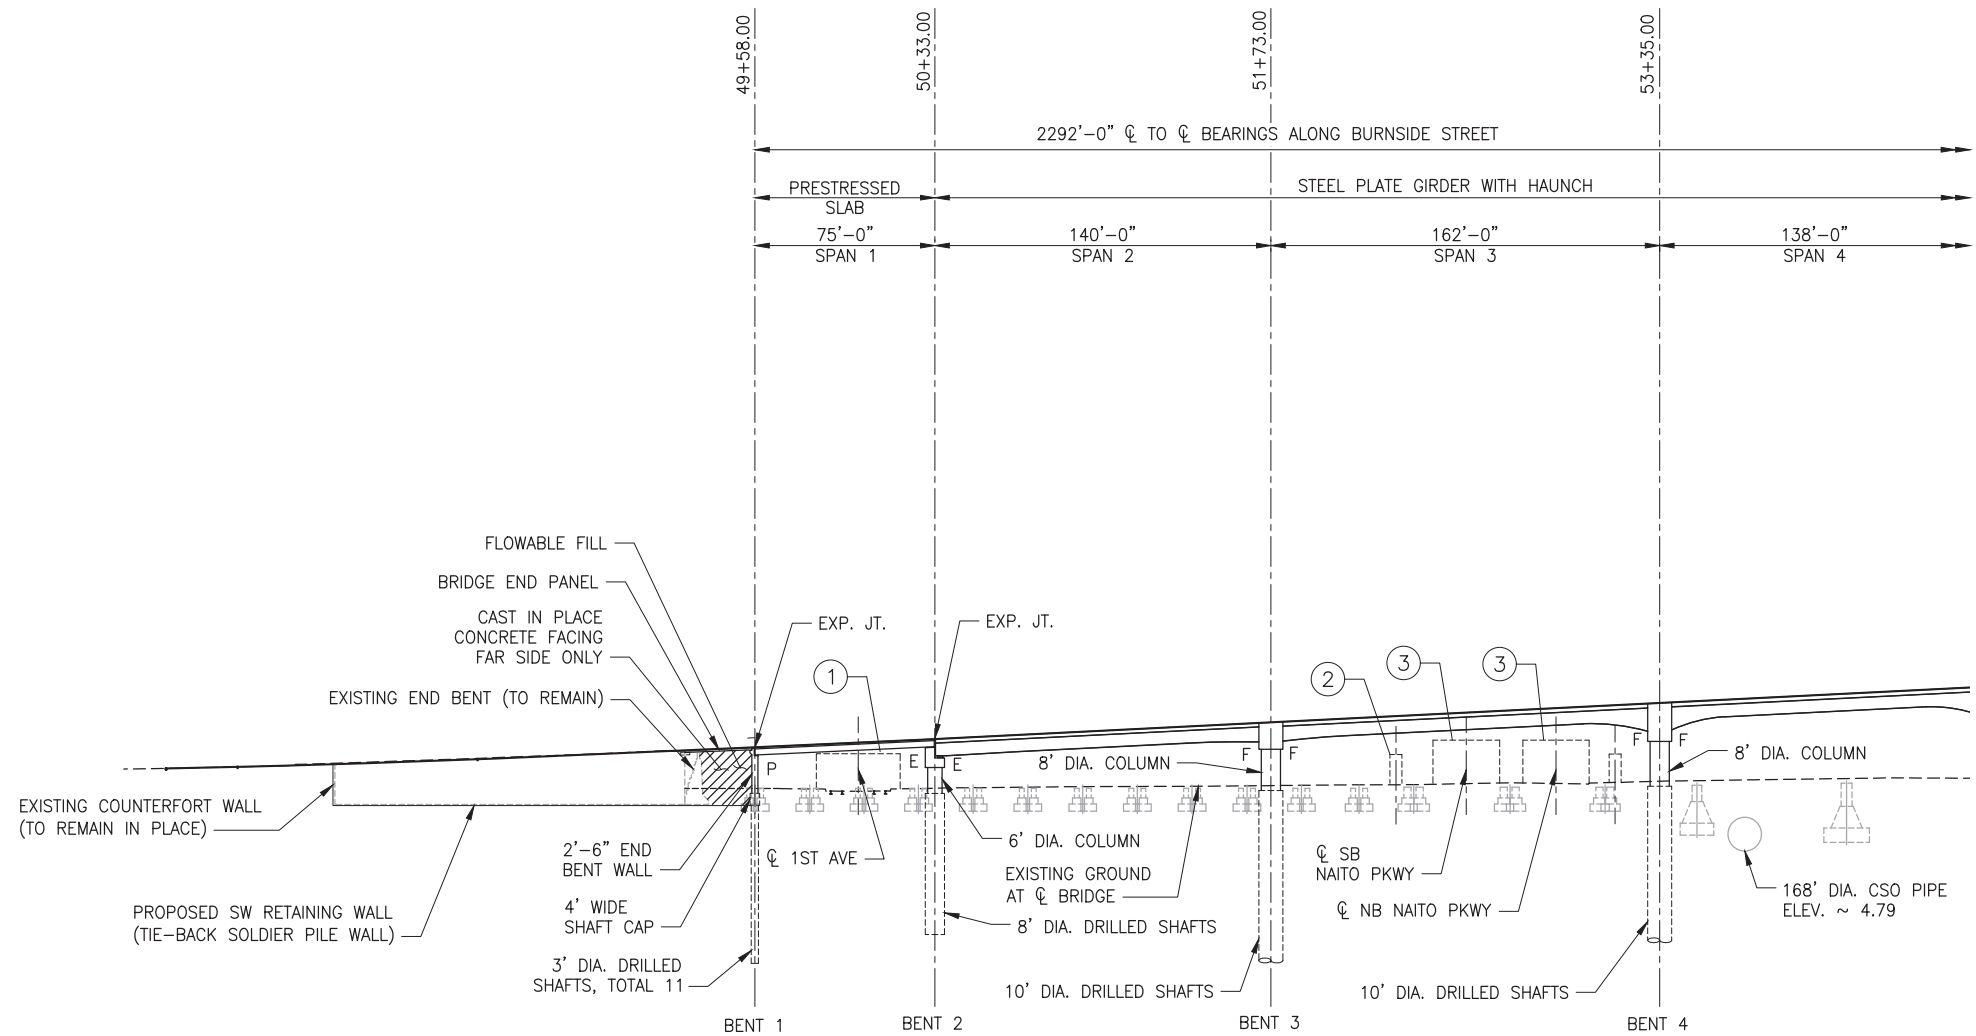 49+58.00
50+33.00
51+73.00
53+35.00
2292'-0" ℄ TO ℄ BEARINGS ALONG BURNSIDE STREET
PRESTRESSED
SLAB
STEEL PLATE GIRDER WITH HAUNCH
75'-0"
SPAN 1
140'-0"
SPAN 2
162'-0"
SPAN 3
138'-0"
SPAN 4
FLOWABLE FILL
BRIDGE END PANEL
CAST IN PLACE
CONCRETE FACING
FAR SIDE ONLY
EXISTING END BENT (TO REMAIN)
EXP. JT.
EXP. JT.
1
2
3
3
P
E
E
F
F
F
F
8' DIA. COLUMN
8' DIA. COLUMN
EXISTING COUNTERFORT WALL
(TO REMAIN IN PLACE)
PROPOSED SW RETAINING WALL
(TIE-BACK SOLDIER PILE WALL)
2'-6" END
BENT WALL
4' WIDE
SHAFT CAP
3' DIA. DRILLED
SHAFTS, TOTAL 11
℄ 1ST AVE
6' DIA. COLUMN
EXISTING GROUND
AT ℄ BRIDGE
8' DIA. DRILLED SHAFTS
10' DIA. DRILLED SHAFTS
℄ SB
NAITO PKWY
℄ NB NAITO PKWY
10' DIA. DRILLED SHAFTS
168' DIA. CSO PIPE
ELEV. ~ 4.79
BENT 1
BENT 2
BENT 3
BENT 4